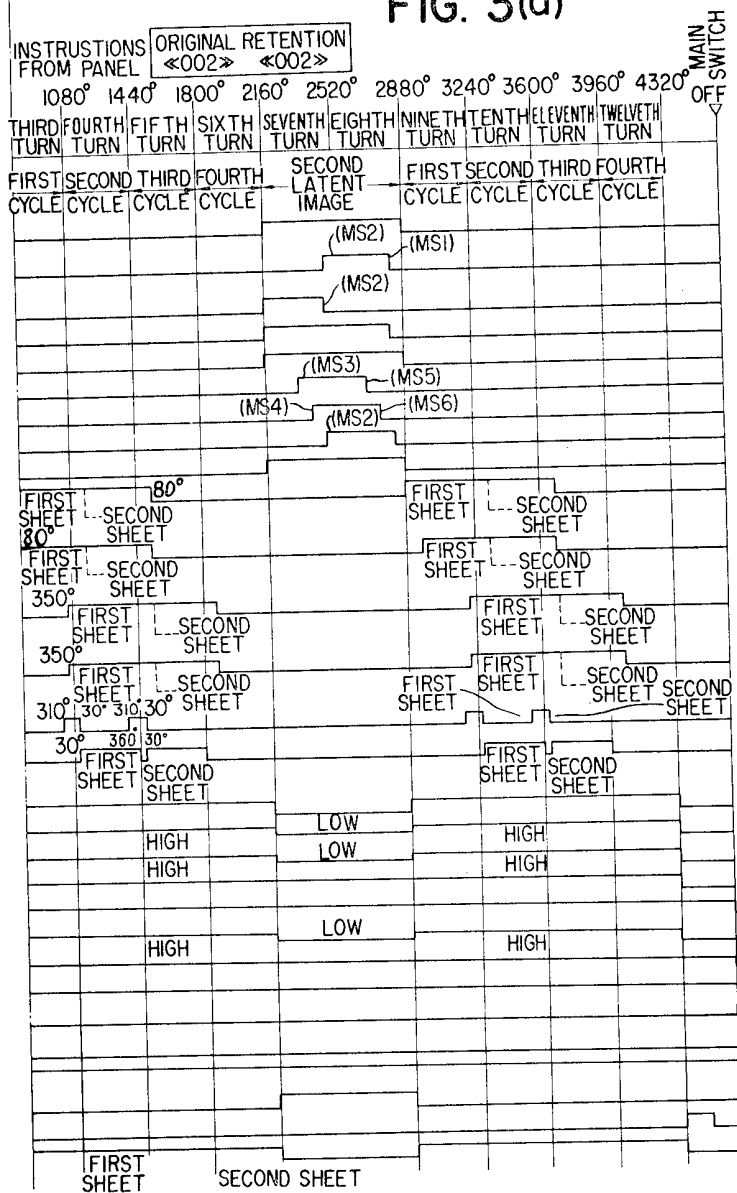 FIG. 3(a)
INSTRUSTIONS FROM PANEL
ORIGINAL RETENTION
«002» «002»
MAIN SWITCH OFF
1080° 1440° 1800° 2160° 2520° 2880° 3240° 3600° 3960° 4320°
THIRD TURN FOURTH TURN FIFTH TURN SIXTH TURN SEVENTH TURN EIGHTH TURN NINETH TURN TENTH TURN ELEVENTH TURN TWELVETH TURN
FIRST CYCLE SECOND CYCLE THIRD CYCLE FOURTH CYCLE SECOND LATENT IMAGE FIRST CYCLE SECOND CYCLE THIRD CYCLE FOURTH CYCLE
(MS2) (MS1)
(MS2)
(MS3) (MS5)
(MS4) (MS6)
(MS2)
80°
FIRST SHEET SECOND SHEET FIRST SHEET SECOND SHEET
80°
FIRST SHEET SECOND SHEET FIRST SHEET SECOND SHEET
350°
FIRST SHEET SECOND SHEET FIRST SHEET SECOND SHEET
350°
FIRST SHEET SECOND SHEET FIRST SHEET SECOND SHEET
310° 30° 310° 30° FIRST SHEET SECOND SHEET
30° 360° 30°
FIRST SHEET SECOND SHEET FIRST SHEET SECOND SHEET
LOW
HIGH HIGH
LOW
HIGH HIGH
LOW
HIGH HIGH
FIRST SHEET SECOND SHEET